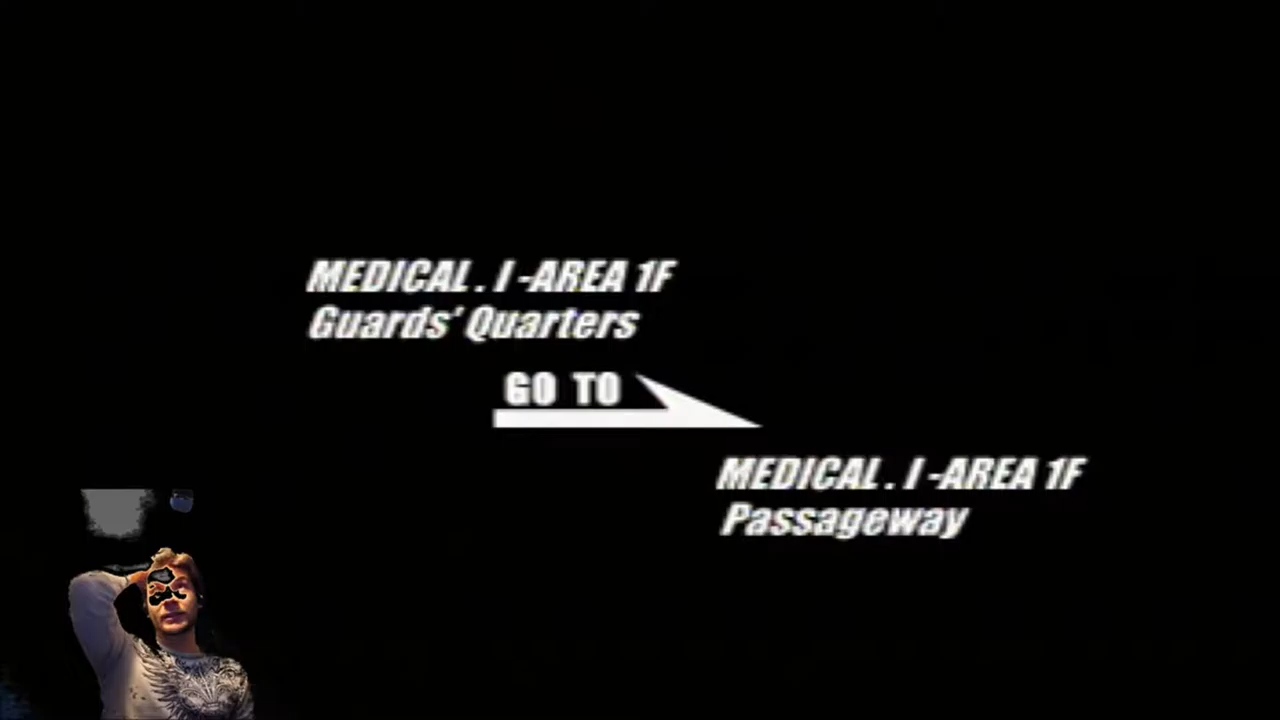 MEDICAL . I -AREA 1F
Guards' Quarters
GO TO
MEDICAL . I -AREA 1F
Passageway